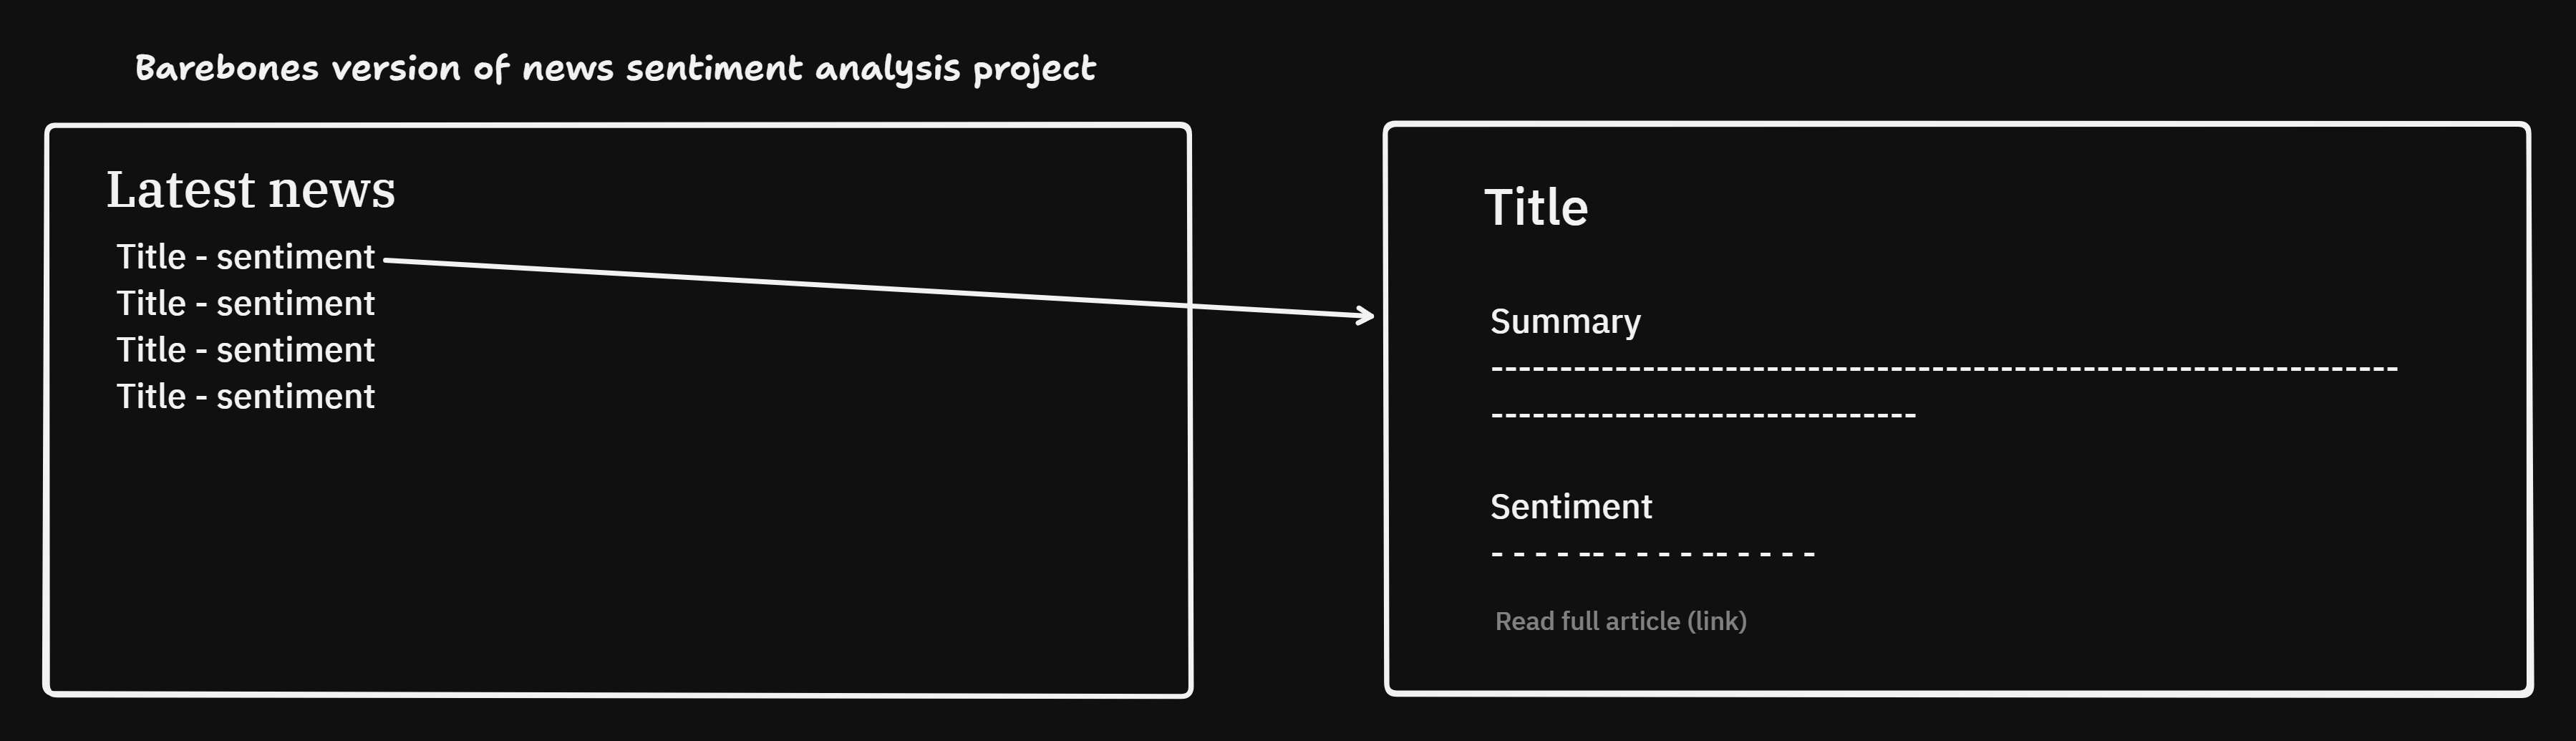 Barebones version of news sentiment analysis project
Latest news
Title - sentiment
Title - sentiment
Title - sentiment
Title - sentiment
Title
Summary
------------------------------------------------------------------
-------------------------------
Sentiment
- - - - -- - - - - -- - - - -
Read full article (link)